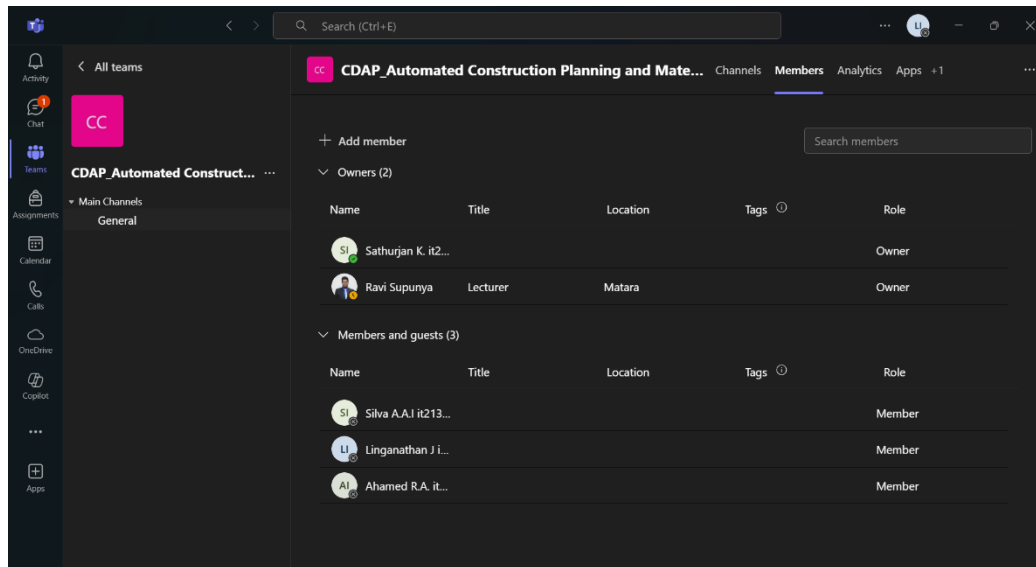 Search (Ctrl+E)
LI
Activity
1
Chat
Teams
Assignments
Calendar
Calls
OneDrive
Copilot
Apps
All teams
CC
CDAP_Automated Construct...
Main Channels
General
CC CDAP_Automated Construction Planning and Mate... Channels Members Analytics Apps +1
Add member
Search members
Owners (2)
Name Title Location Tags Role
SI Sathurjan K. it2... Owner
Ravi Supunya Lecturer Matara Owner
Members and guests (3)
Name Title Location Tags Role
SI Silva A.A.I it213... Member
LI Linganathan J i... Member
AI Ahamed R.A. it... Member